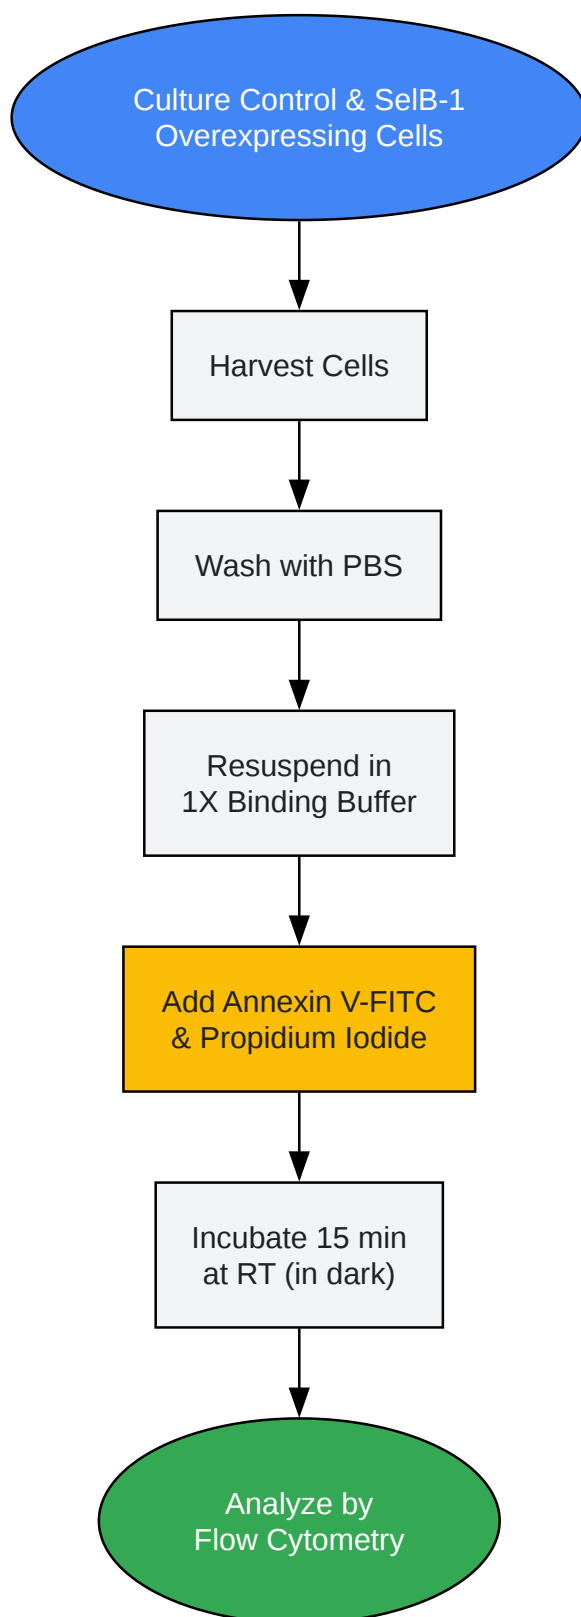 Culture Control & SelB-1
Overexpressing Cells
Harvest Cells
Wash with PBS
Resuspend in
1X Binding Buffer
Add Annexin V-FITC
& Propidium Iodide
Incubate 15 min
at RT (in dark)
Analyze by
Flow Cytometry